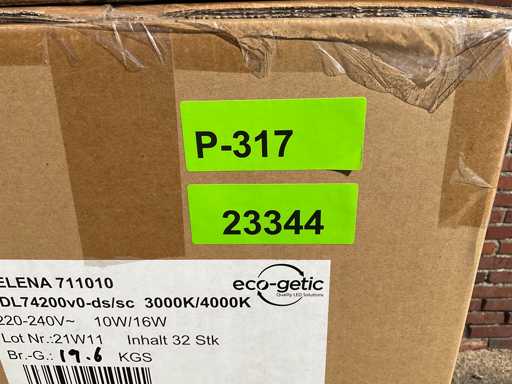 P-317
23344
ELENA 711010
eco-getic
Quality LED Solutions
DL74200v0-ds/sc 3000K/4000K
220-240V~ 10W/16W
Lot Nr.:21W11 Inhalt 32 Stk
Br.-G.: 19.6 KGS